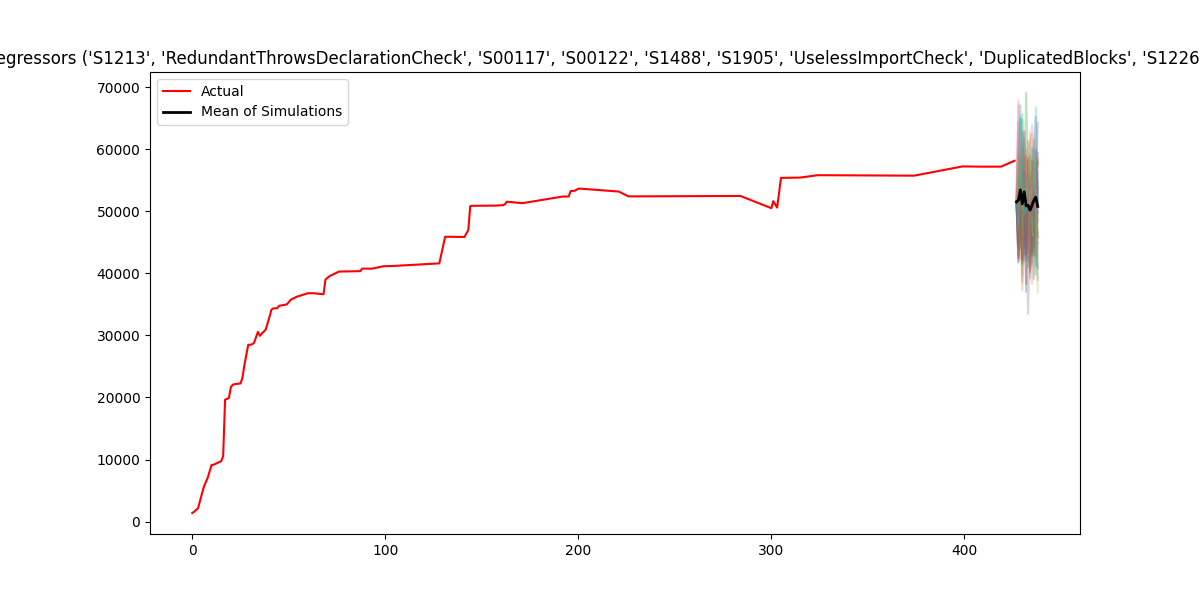 egressors ('S1213', 'RedundantThrowsDeclarationCheck', 'S00117', 'S00122', 'S1488', 'S1905', 'UselessImportCheck', 'DuplicatedBlocks', 'S1226
Actual
Mean of Simulations
70000
60000
50000
40000
30000
20000
10000
0
0 100 200 300 400